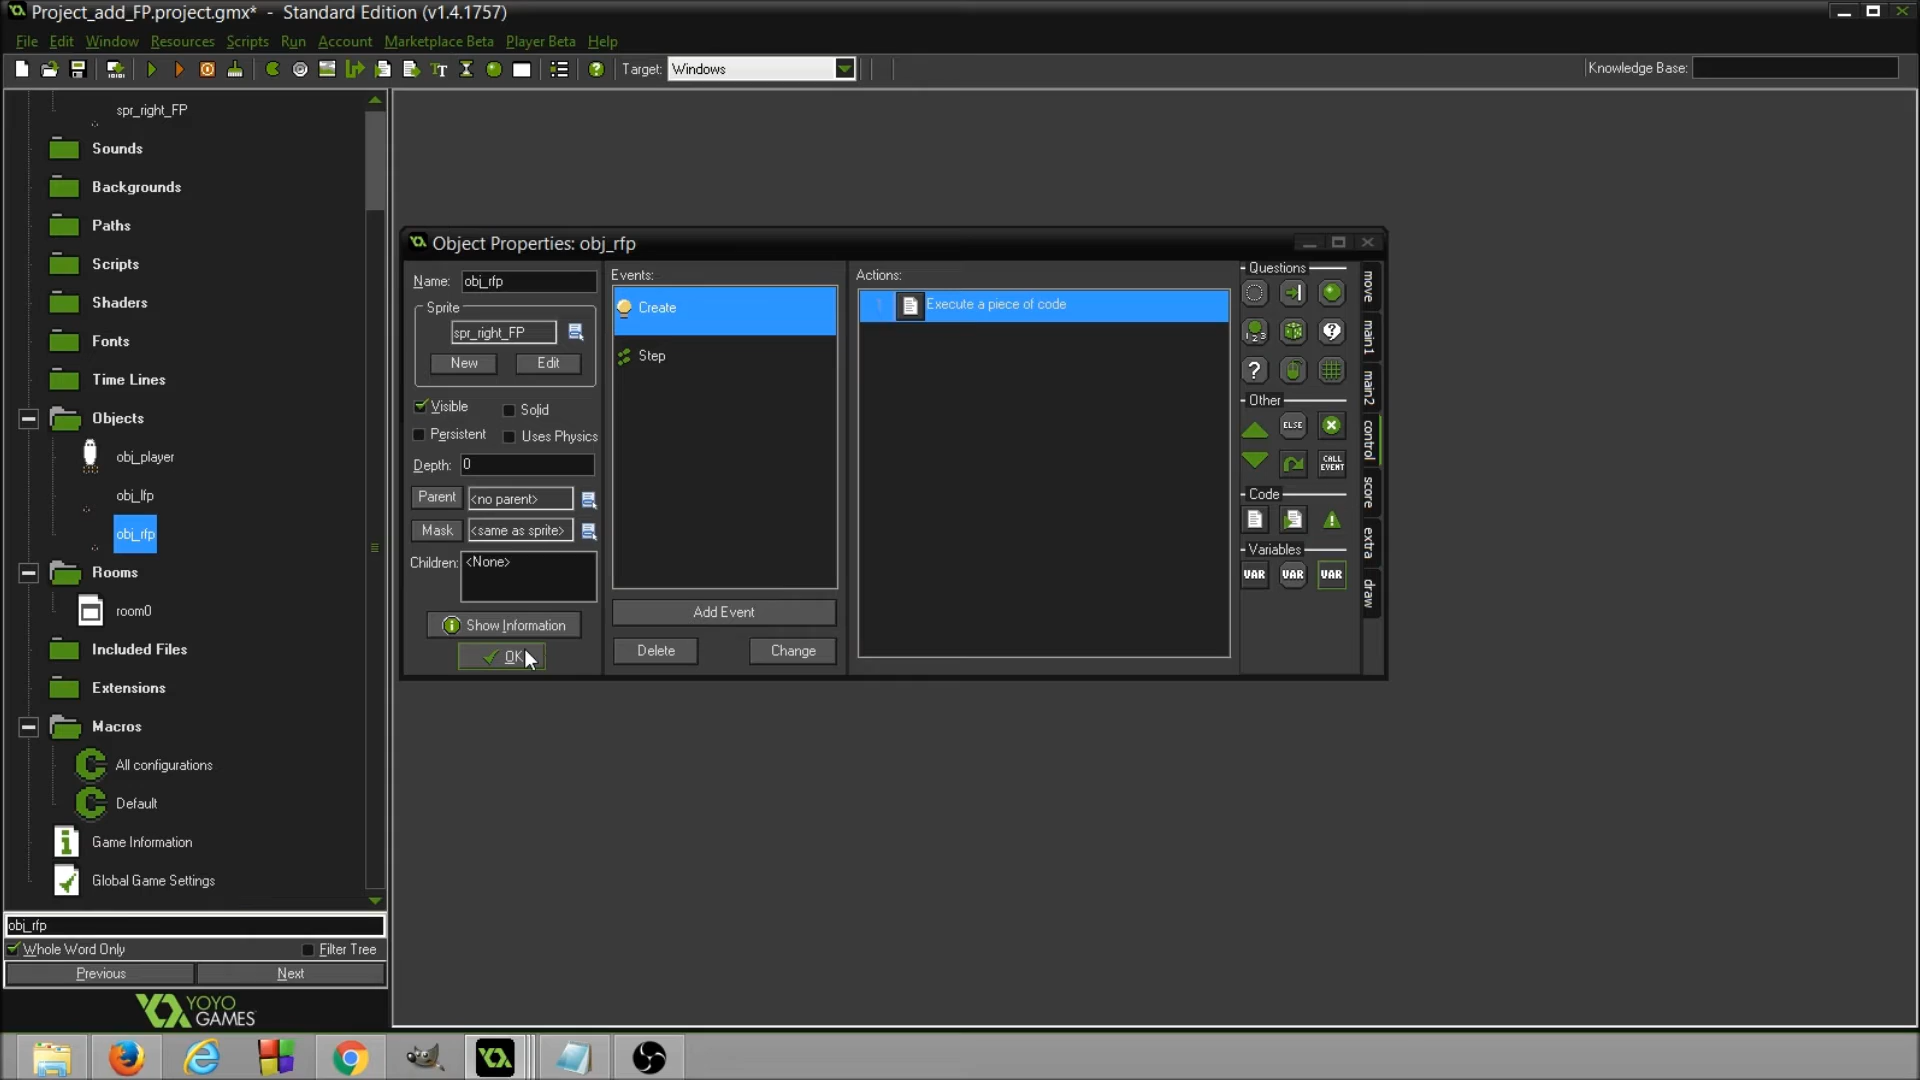 Project_add_FP.project.gmx* - Standard Edition (v1.4.1757)
File Edit Window Resources Scripts Run Account Marketplace Beta Player Beta Help
Target: Windows
Knowledge Base:
spr_right_FP
Sounds
Backgrounds
Paths
Scripts
Shaders
Fonts
Time Lines
Objects
obj_player
obj_lfp
obj_rfp
Rooms
room0
Included Files
Extensions
Macros
All configurations
Default
Game Information
Global Game Settings
obj_rfp
Whole Word Only Filter Tree
Previous Next
YOYO
GAMES
Object Properties: obj_rfp
Name: obj_rfp
Sprite
spr_right_FP
New Edit
Visible Solid
Persistent Uses Physics
Depth: 0
Parent <no parent>
Mask <same as sprite>
Children: <None>
Show Information
OK
Events:
Create
Step
Add Event
Delete Change
Actions:
Execute a piece of code
Questions
Other
ELSE
CALL
EVENT
Code
Variables
VAR VAR VAR
move
main1
main2
control
score
extra
draw